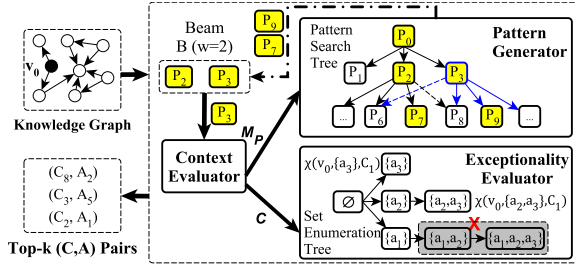 v₀
Knowledge Graph
(C₈, A₂)
(C₃, A₅)
(C₂, A₁)
Top-k (C,A) Pairs
Beam
B (w=2)
P₂ P₃
P₉
P₇
P₃
Context
Evaluator
M_P
C
Pattern
Search
Tree
Pattern
Generator
P₀
P₁ P₂ P₃
... P₆ P₇ P₈ P₉ ...
Exceptionality
Evaluator
χ(v₀,{a₃},C₁) {a₃}
∅ {a₂} {a₂,a₃} χ(v₀,{a₂,a₃},C₁)
Set
Enumeration
Tree
X
{a₁} {a₁,a₂} {a₁,a₂,a₃}